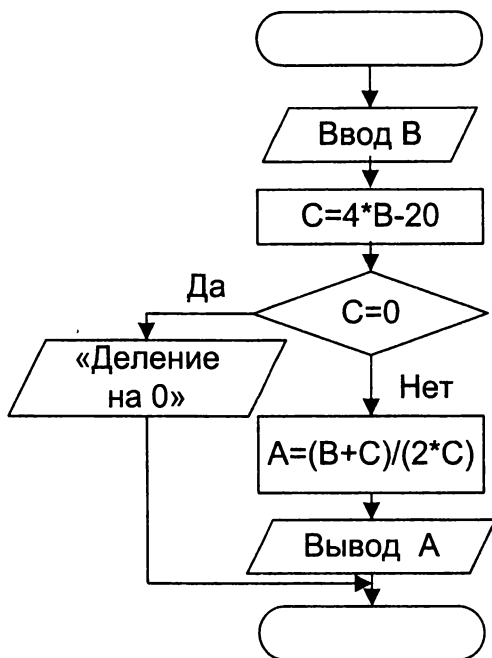 Ввод В
С=4*В-20
Да
С=0
«Деление
на 0»
Нет
А=(В+С)/(2*С)
Вывод А